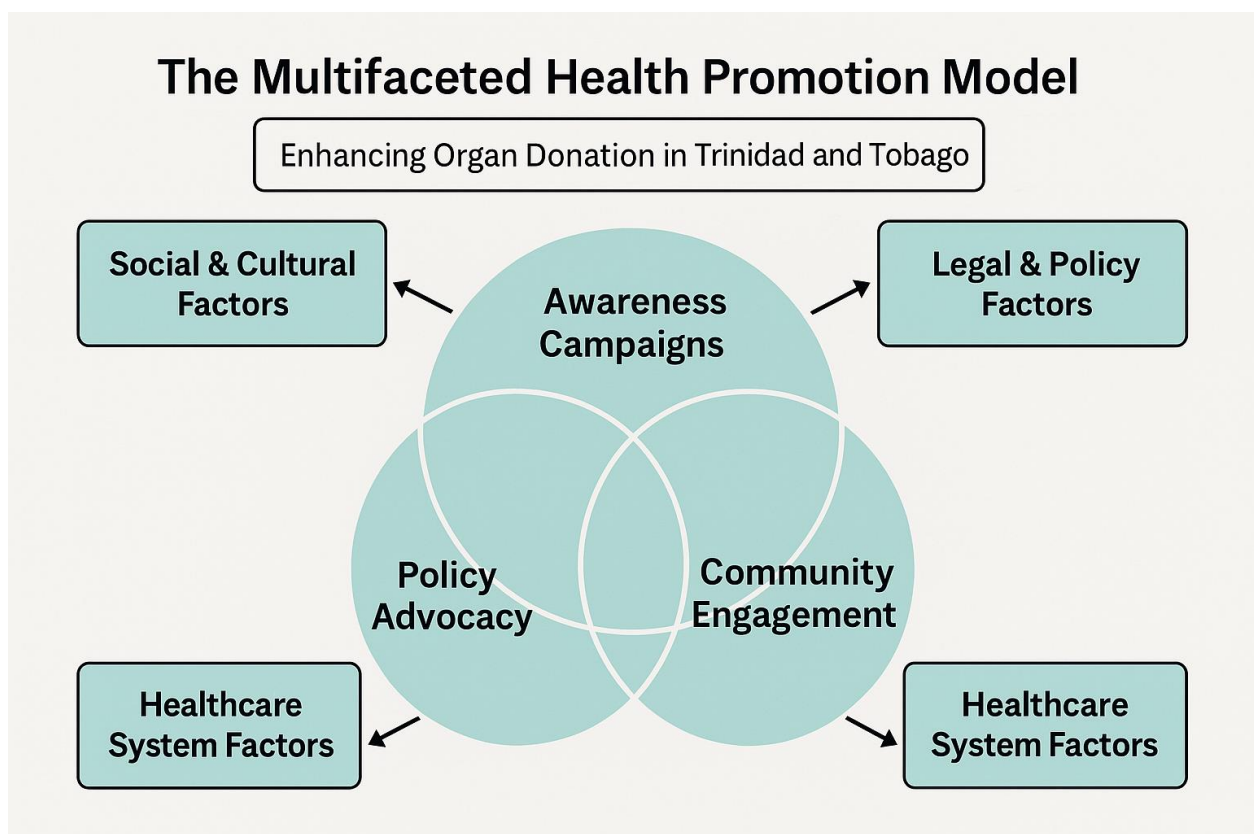 The Multifaceted Health Promotion Model
Enhancing Organ Donation in Trinidad and Tobago
Social & Cultural
Factors
Legal & Policy
Factors
Awareness
Campaigns
Policy
Advocacy
Community
Engagement
Healthcare
System Factors
Healthcare
System Factors